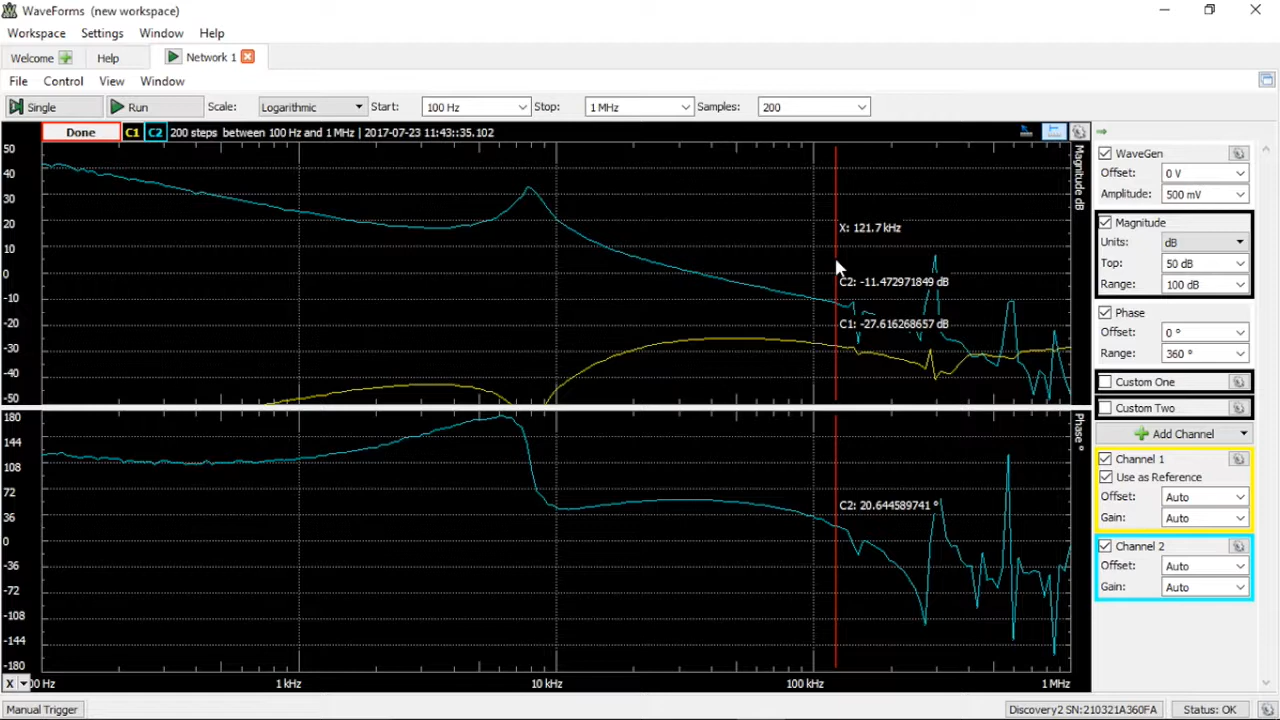 WaveForms (new workspace)
Workspace Settings Window Help
Welcome Help Network 1
File Control View Window
Single Run Scale: Logarithmic Start: 100 Hz Stop: 1 MHz Samples: 200
Done C1 C2 200 steps between 100 Hz and 1 MHz | 2017-07-23 11:43:35.102
50
40
30
20
10
0
-10
-20
-30
-40
-50
Magnitude dB
X: 121.7 kHz
C2: -11.472971849 dB
C1: -27.616268657 dB
180
144
108
72
36
0
-36
-72
-108
-144
-180
Phase °
C2: 20.644589741 °
X 00 Hz 1 kHz 10 kHz 100 kHz 1 MHz
WaveGen
Offset: 0 V
Amplitude: 500 mV
Magnitude
Units: dB
Top: 50 dB
Range: 100 dB
Phase
Offset: 0 °
Range: 360 °
Custom One
Custom Two
Add Channel
Channel 1
Use as Reference
Offset: Auto
Gain: Auto
Channel 2
Offset: Auto
Gain: Auto
Manual Trigger Discovery2 SN:210321A360FA Status: OK